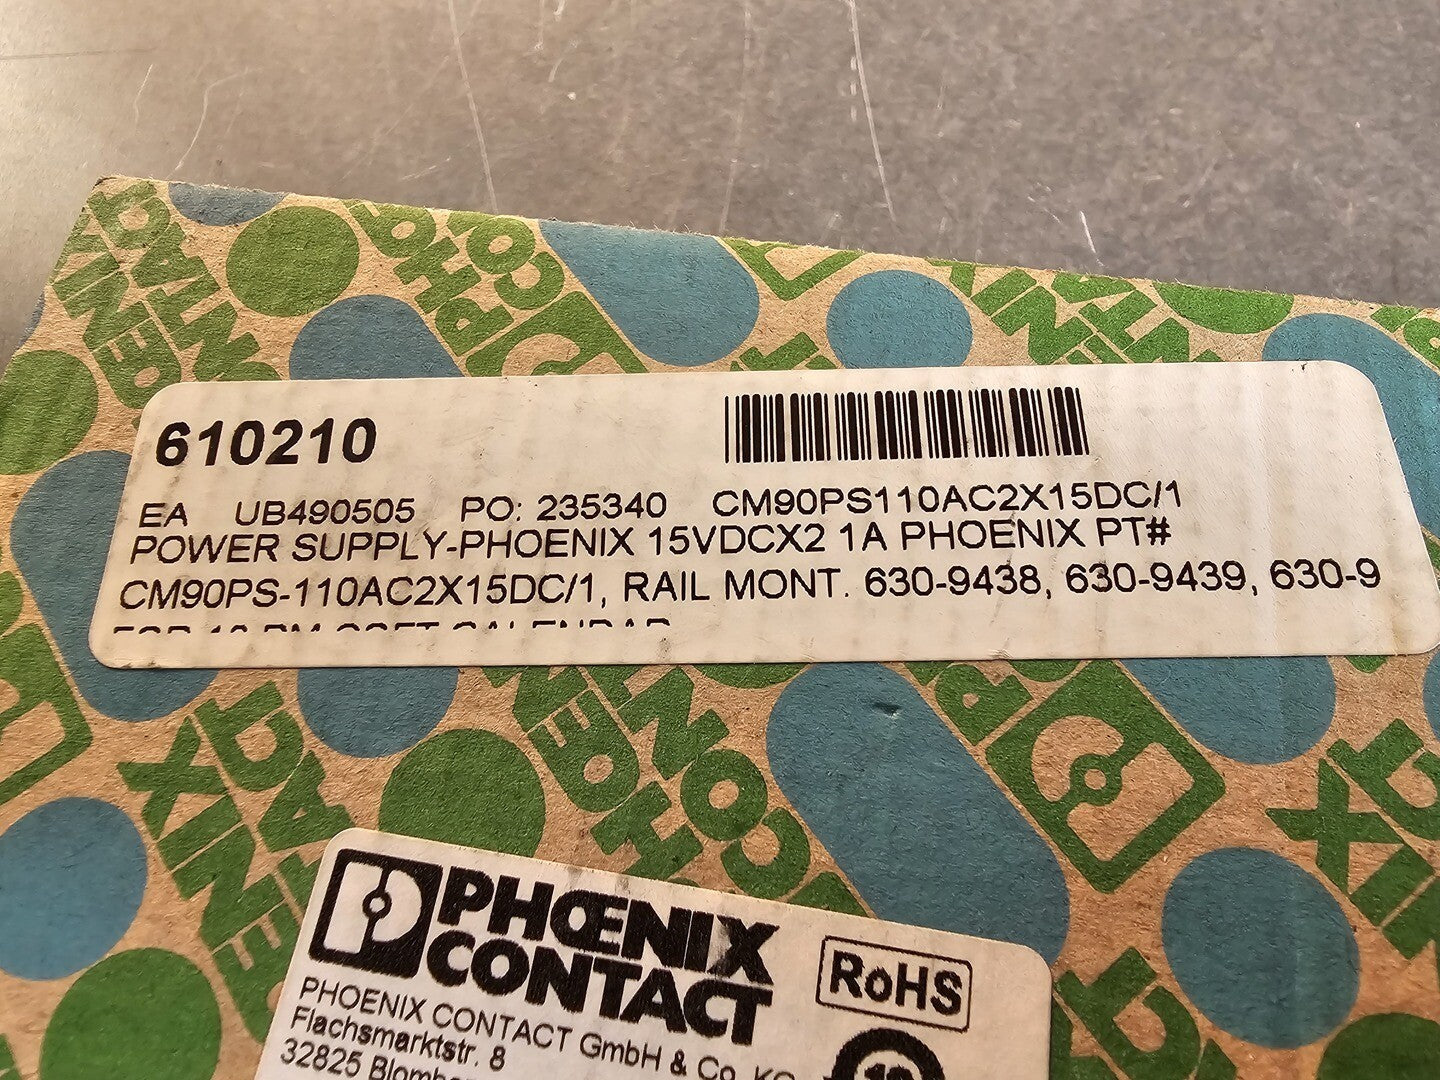 610210
EA UB490505 PO: 235340 CM90PS110AC2X15DC/1
POWER SUPPLY-PHOENIX 15VDCX2 1A PHOENIX PT#
CM90PS-110AC2X15DC/1, RAIL MONT. 630-9438, 630-9439, 630-9
PHOENIX
CONTACT
RoHS
PHOENIX CONTACT GmbH & Co. KG
Flachsmarktstr. 8
32825